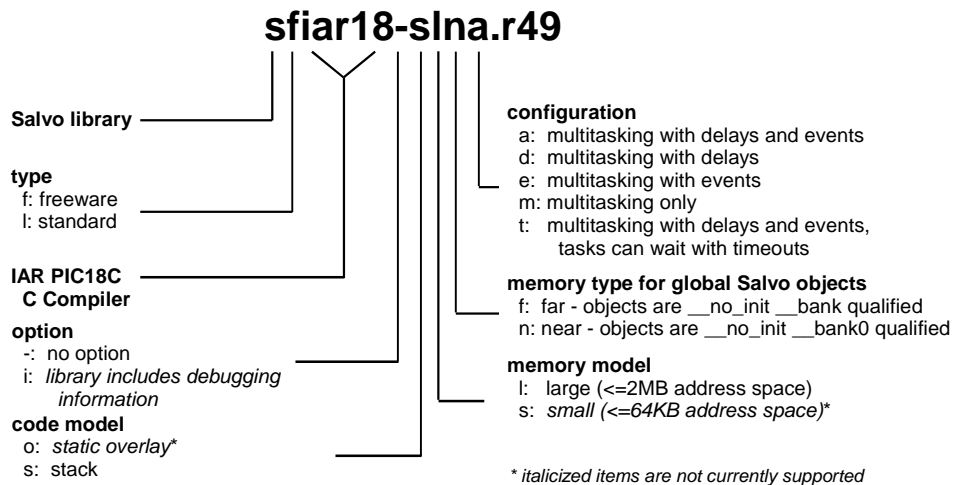 sfiar18-slna.r49
Salvo library
type
f: freeware
l: standard
IAR PIC18C
C Compiler
option
-: no option
i: library includes debugging
information
code model
o: static overlay*
s: stack
configuration
a: multitasking with delays and events
d: multitasking with delays
e: multitasking with events
m: multitasking only
t: multitasking with delays and events,
tasks can wait with timeouts
memory type for global Salvo objects
f: far - objects are __no_init __bank qualified
n: near - objects are __no_init __bank0 qualified
memory model
l: large (<=2MB address space)
s: small (<=64KB address space)*
* italicized items are not currently supported